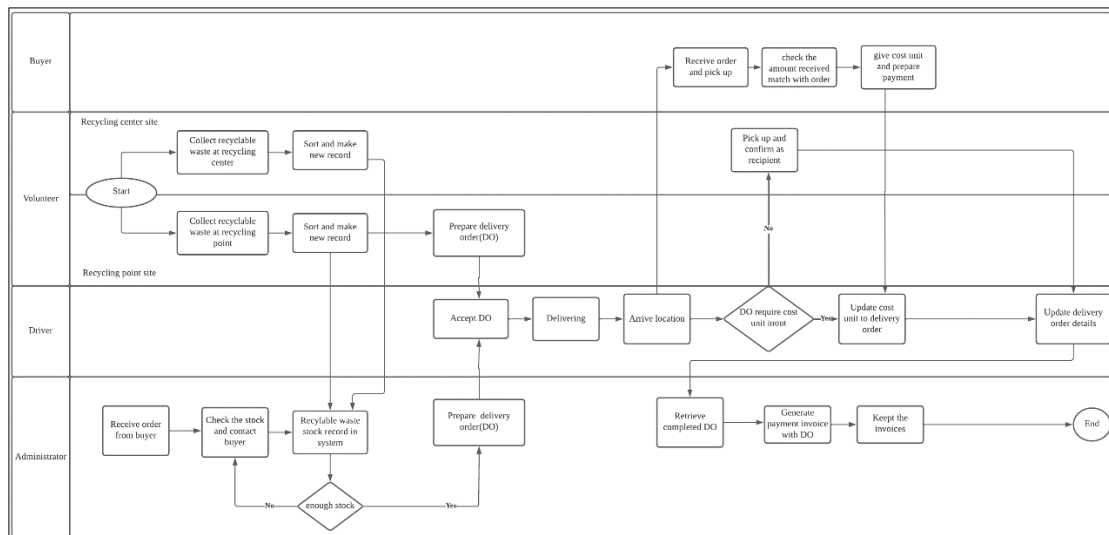 Buyer
Receive order
and pick up
check the
amount received
match with order
give cost unit
and prepare
payment
Volunteer
Recycling center site
Start
Collect recyclable
waste at recycling
center
Sort and make
new record
Pick up and
confirm as
recipient
Collect recyclable
waste at recycling
point
Sort and make
new record
Prepare delivery
order(DO)
No
Recycling point site
Driver
Accept DO
Delivering
Arrive location
DO require cost
unit inout
Yes
Update cost
unit to delivery
order
Update delivery
order details
Administrator
Receive order
from buyer
Check the stock
and contact
buyer
Recylable waste
stock record in
system
Prepare delivery
order(DO)
Retrieve
completed DO
Generate
payment invoice
with DO
Keept the
invoices
End
No
enough stock
Yes